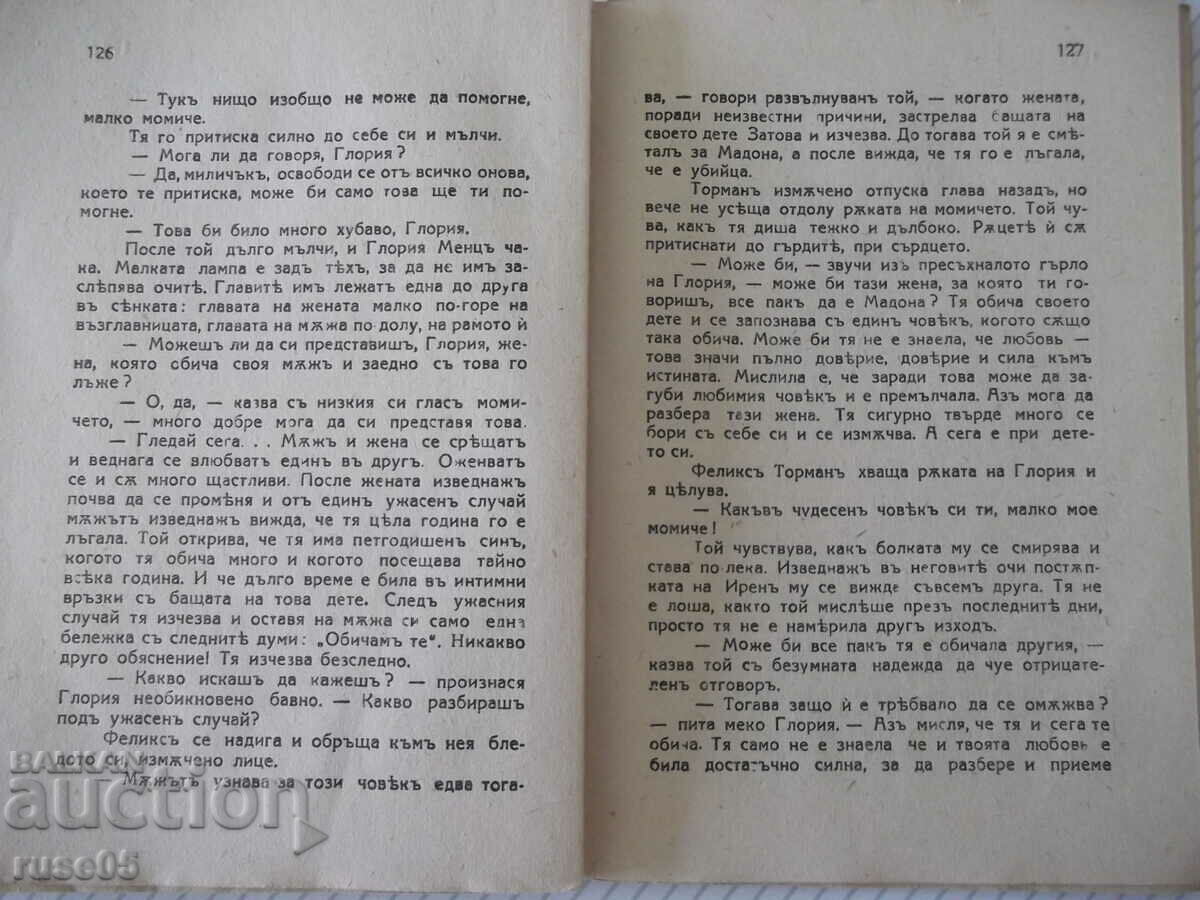 126
— Тукъ нищо изобщо не може да помогне,
малко момиче.
Тя го притиска силно до себе си и мълчи.
— Мога ли да говоря, Глория?
— Да, миличъкъ, освободи се отъ всичко онова,
което те притиска, може би само това ще ти по-
могне.
— Това би било много хубаво, Глория.
После той дълго мълчи, и Глория Менцъ ча-
ка. Малката лампа е задъ тѣхъ, за да не имъ за-
слѣпява очитѣ. Главитѣ имъ лежатъ една до друга
въ сѣнката: главата на жената малко по-горе на
възглавницата, главата на мѫжа по-долу, на рамото ѝ
— Можешъ ли да си представишъ, Глория, же-
на, която обича своя мѫжъ и заедно съ това го
лъже?
— О, да, — казва съ низкия си гласъ моми-
чето, — много добре мога да си представя това.
— Гледай сега. . . Мѫжъ и жена се срѣщатъ
и веднага се влюбватъ единъ въ другъ. Оженватъ
се и сѫ много щастливи. После жената изведнажъ
почва да се промѣня и отъ единъ ужасенъ случай
мѫжътъ изведнажъ вижда, че тя цѣла година го е
лъгала. Той открива, че тя има петгодишенъ синъ,
когото тя обича много и когото посещава тайно
всѣка година. И че дълго време е била въ интимни
връзки съ бащата на това дете. Следъ ужасния
случай тя изчезва и оставя на мѫжа си само една
бележка съ следнитѣ думи: „Обичамъ те“. Никакво
друго обяснение! Тя изчезва безследно.
— Какво искашъ да кажешъ? — произнася
Глория необикновено бавно. — Какво разбирашъ
подъ ужасенъ случай?
Феликсъ се надига и обръща къмъ нея бле-
дото си, измѫчено лице.
Мѫжътъ узнава за този човѣкъ едва тога-
127
ва, — говори развълнуванъ той, — когато жената,
поради неизвестни причини, застрелва бащата на
своето дете Затова и изчезва. До тогава той я е смѣ-
талъ за Мадона, а после вижда, че тя го е лъгала,
че е убийца.
Торманъ измѫчено отпуска глава назадъ, но
вече не усѣща отдолу рѫката на момичето. Той чу-
ва, какъ тя диша тежко и дълбоко. Рѫцетѣ ѝ сѫ
притиснати до гърдитѣ, при сърдцето.
— Може би, — звучи изъ пресъхналото гърло
на Глория, — може би тази жена, за която ти го-
воришъ, все пакъ да е Мадона? Тя обича своето
дете и се запознава съ единъ човѣкъ, когото сѫщо
така обича. Може би тя не е знаела, че любовь —
това значи пълно довѣрие, довѣрие и сила къмъ
истината. Мислила е, че заради това може да за-
губи любимия човѣкъ и е премълчала. Азъ мога да
разбера тази жена. Тя сигурно твърде много се
бори съ себе си и се измѫчва. А сега е при дете-
то си.
Феликсъ Торманъ хваща рѫката на Глория и
я цѣлува.
— Какъвъ чудесенъ човѣкъ си ти, малко мое
момиче!
Той чувствува, какъ болката му се смирява и
става по лека. Изведнажъ въ неговитѣ очи постѫп-
ката на Иренъ му се вижде съвсемъ друга. Тя не
е лоша, както той мислѣше презъ последнитѣ дни,
просто тя не е намѣрила другъ изходъ.
— Може би все пакъ тя е обичала другия, —
казва той съ безумната надежда да чуе отрицате-
ленъ отговоръ.
— Тогава защо ѝ е трѣбвало да се омѫжва?
— пита меко Глория. — Азъ мисля, че тя и сега те
обича. Тя само не е знаела че и твоята любовь е
била достатъчно силна, за да разбере и приеме
BALKAN
auction
ruse05